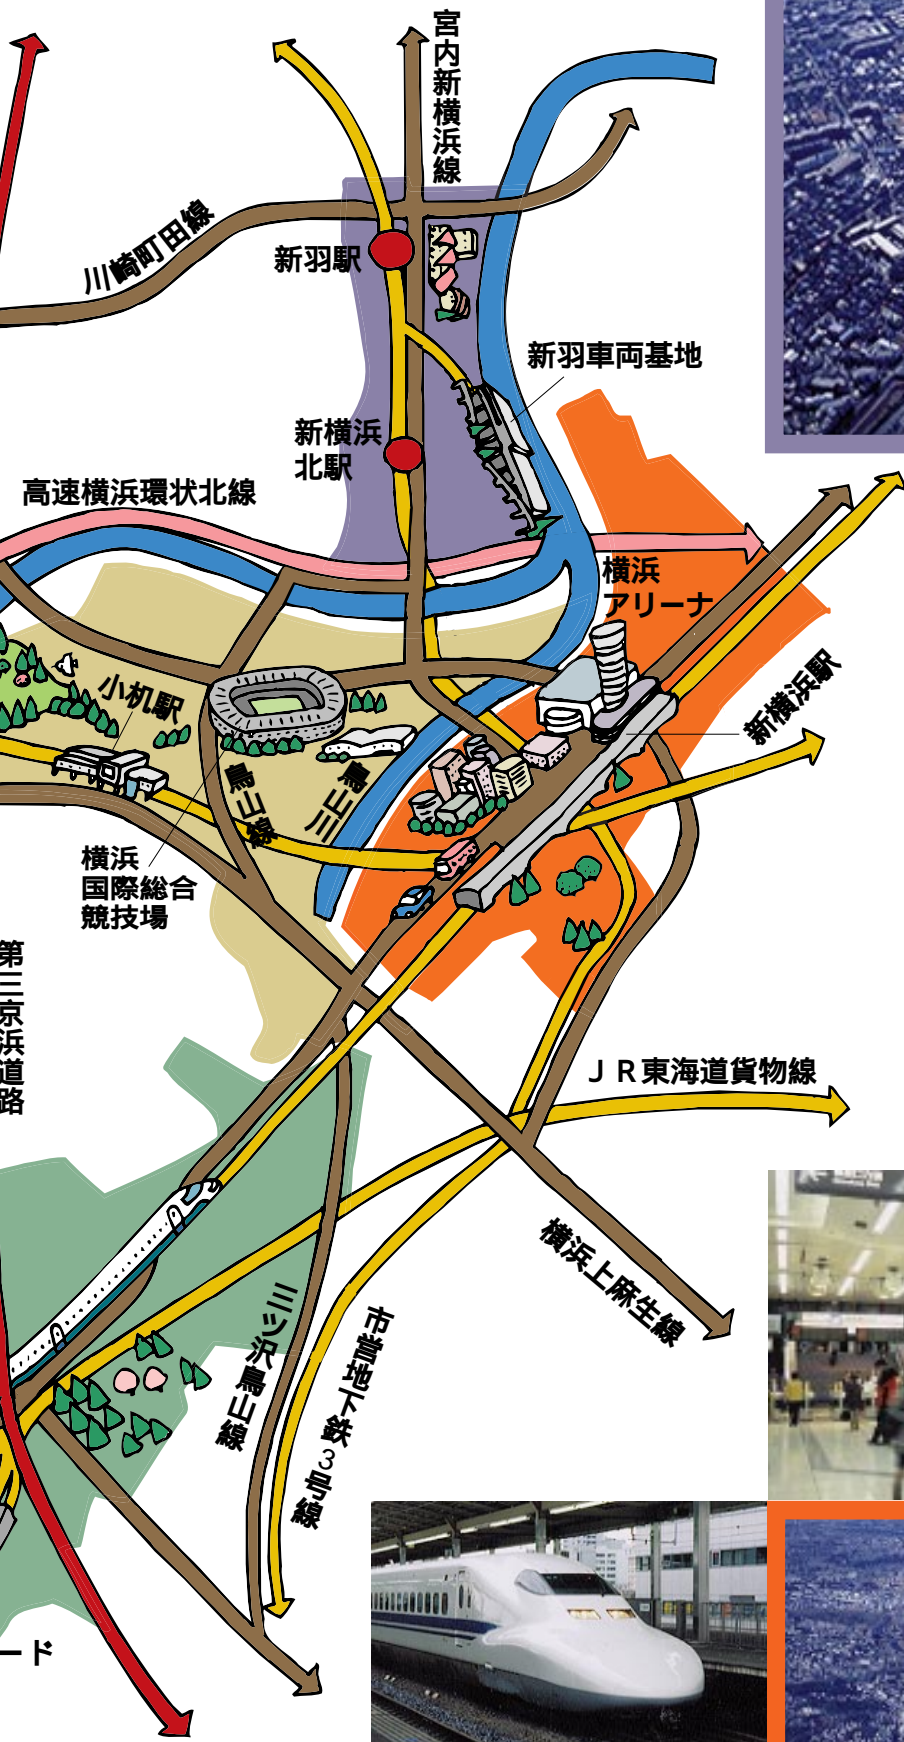 宮内新横浜線
川崎町田線
新羽駅
新羽車両基地
新横浜
北駅
高速横浜環状北線
横浜
アリーナ
小机駅
新横浜駅
鳥山線
鳥山川
横浜
国際総合
競技場
第三京浜道路
ＪＲ東海道貨物線
横浜上麻生線
三ツ沢鳥山線
市営地下鉄3号線
ード